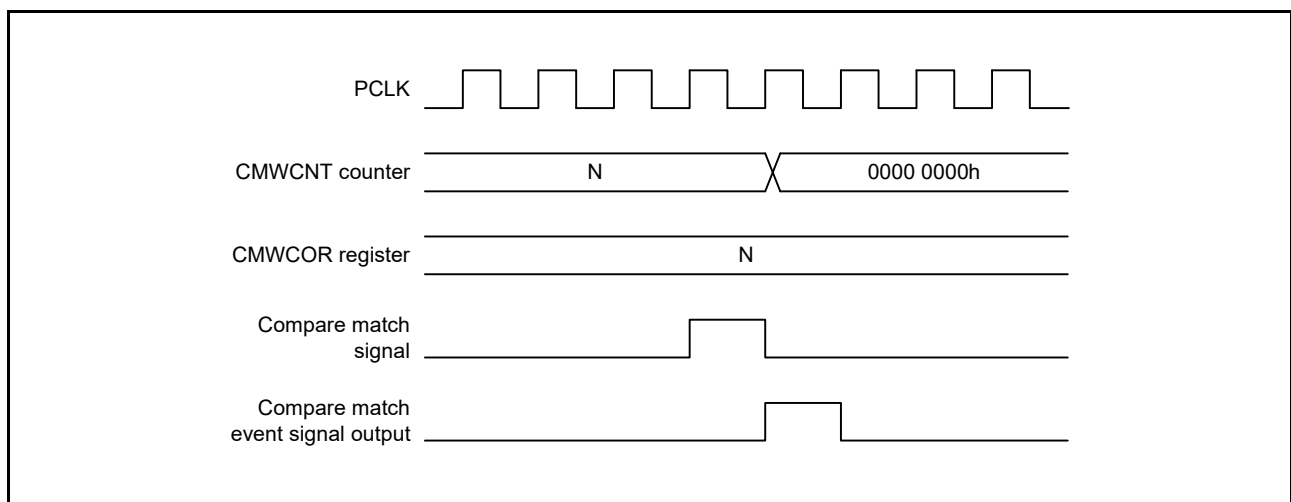 PCLK
CMWCNT counter
N
0000 0000h
CMWCOR register
N
Compare match
signal
Compare match
event signal output